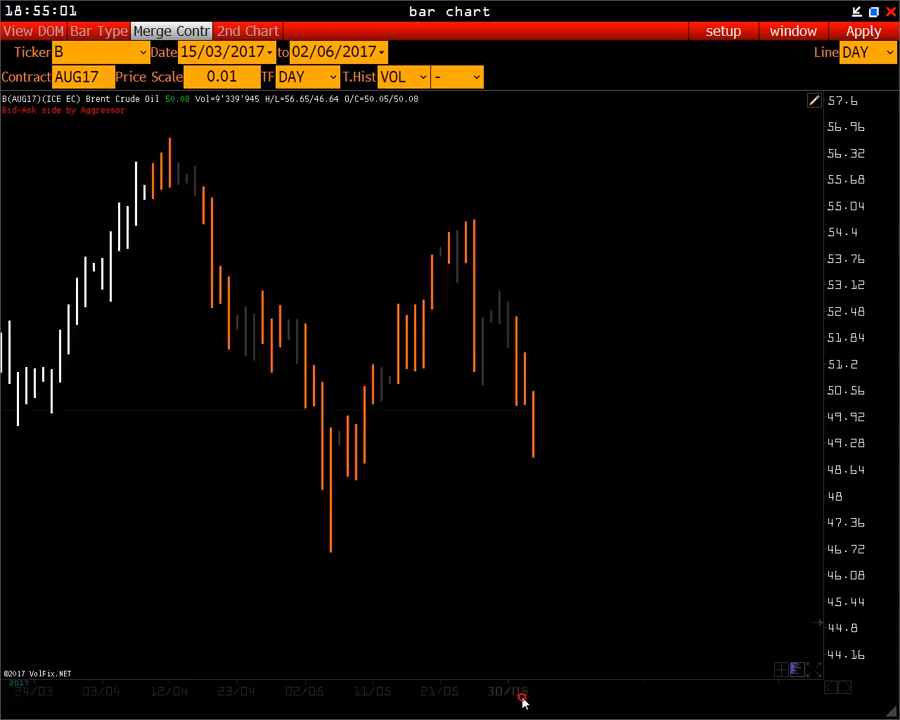 18:55:01 bar chart
View DOM Bar Type Merge Contr 2nd Chart setup window Apply
Ticker B Date 15/03/2017 to 02/06/2017 Line DAY
Contract AUG17 Price Scale 0.01 TF DAY T.Hist VOL -
B(AUG17)(ICE EC) Brent Crude Oil 50.08 Vol=9'339'945 H/L=56.65/46.64 O/C=50.05/50.08
Bid-Ask side by Aggressor
57.6
56.96
56.32
55.68
55.04
54.4
53.76
53.12
52.48
51.84
51.2
50.56
49.92
49.28
48.64
48
47.36
46.72
46.08
45.44
44.8
44.16
©2017 VolFix.NET
2017
24/03 03/04 12/04 23/04 02/05 11/05 21/05 30/05